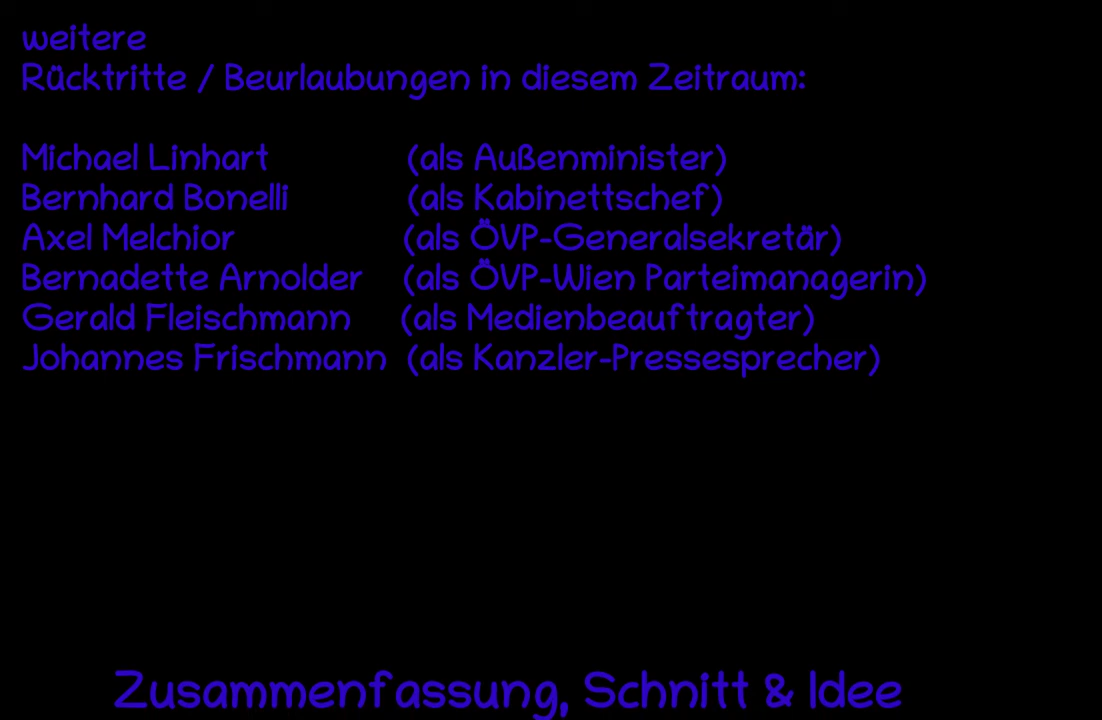 weitere
Rücktritte / Beurlaubungen in diesem Zeitraum:
Michael Linhart (als Außenminister)
Bernhard Bonelli (als Kabinettschef)
Axel Melchior (als ÖVP-Generalsekretär)
Bernadette Arnolder (als ÖVP-Wien Parteimanagerin)
Gerald Fleischmann (als Medienbeauftragter)
Johannes Frischmann (als Kanzler-Pressesprecher)
Zusammenfassung, Schnitt & Idee